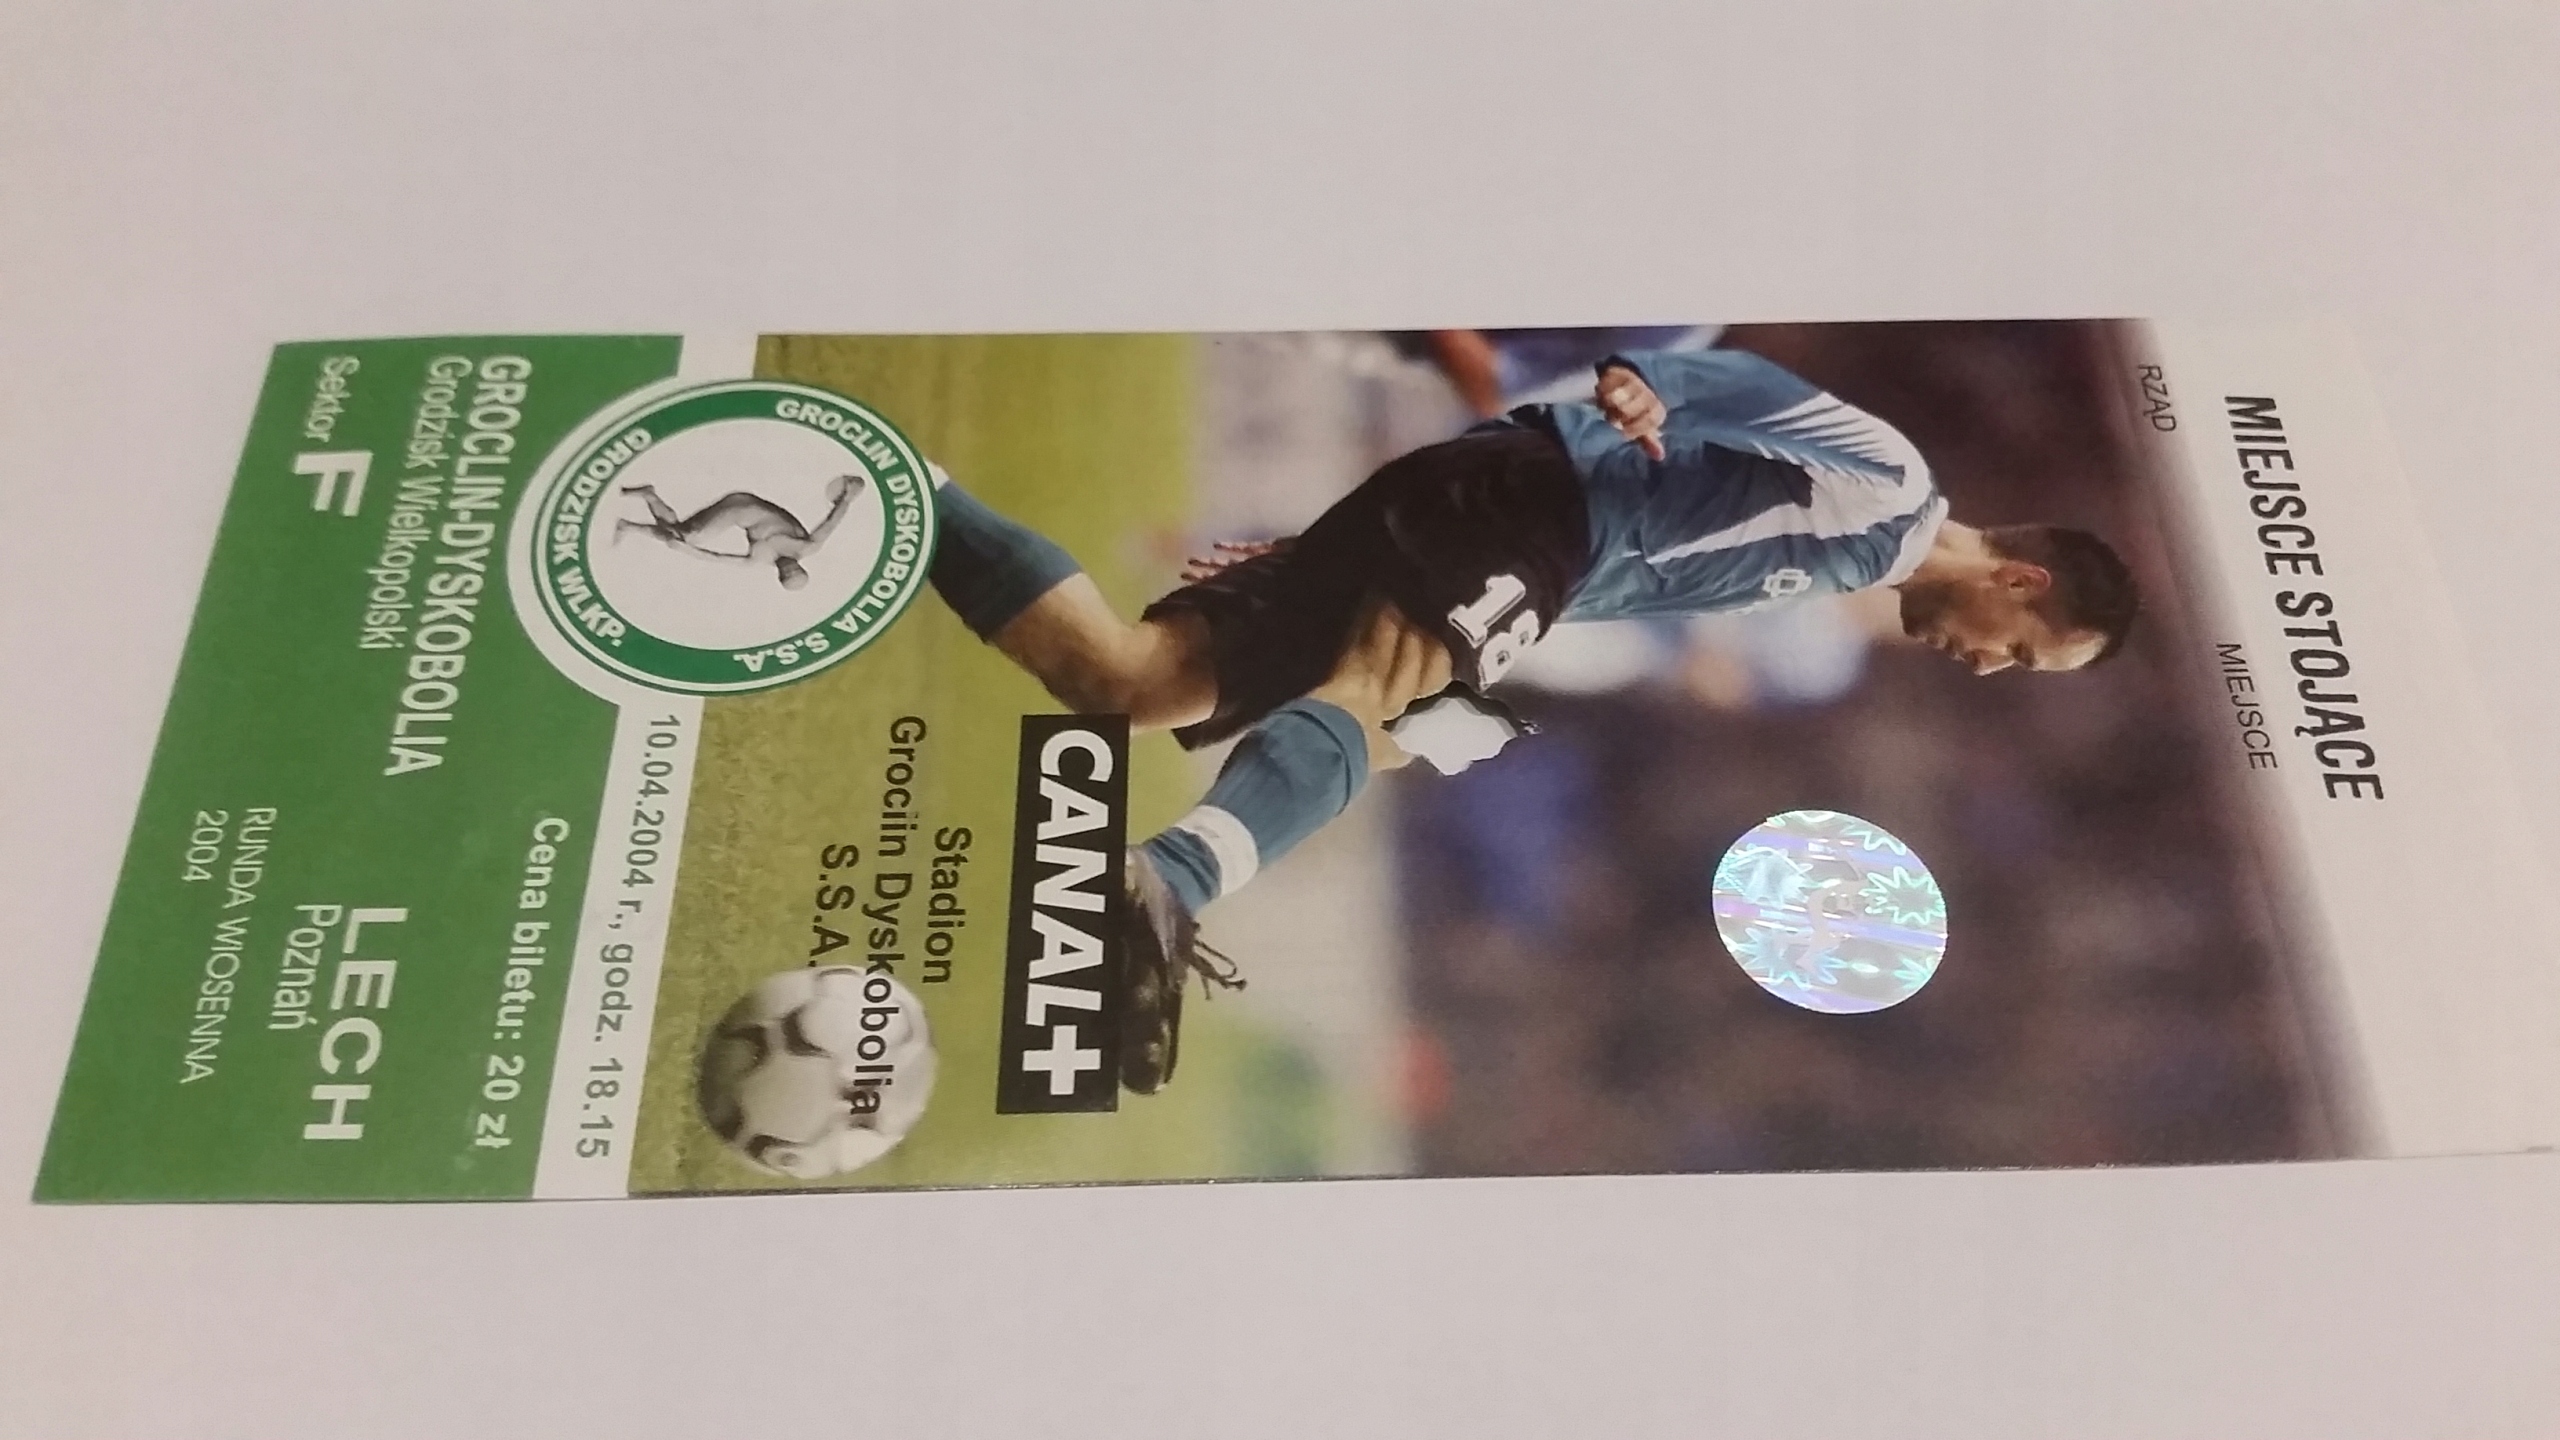 MIEJSCE STOJĄCE
RZĄD
MIEJSCE
18
CANAL+
Stadion
Groclin Dyskobolia
S.S.A.
GROCLIN DYSKOBOLIA S.S.A.
GRODZISK WLKP.
10.04.2004 r., godz. 18.15
Cena biletu: 20 zł
GROCLIN-DYSKOBOLIA
Grodzisk Wielkopolski
LECH
Poznań
Sektor F
RUNDA WIOSENNA
2004